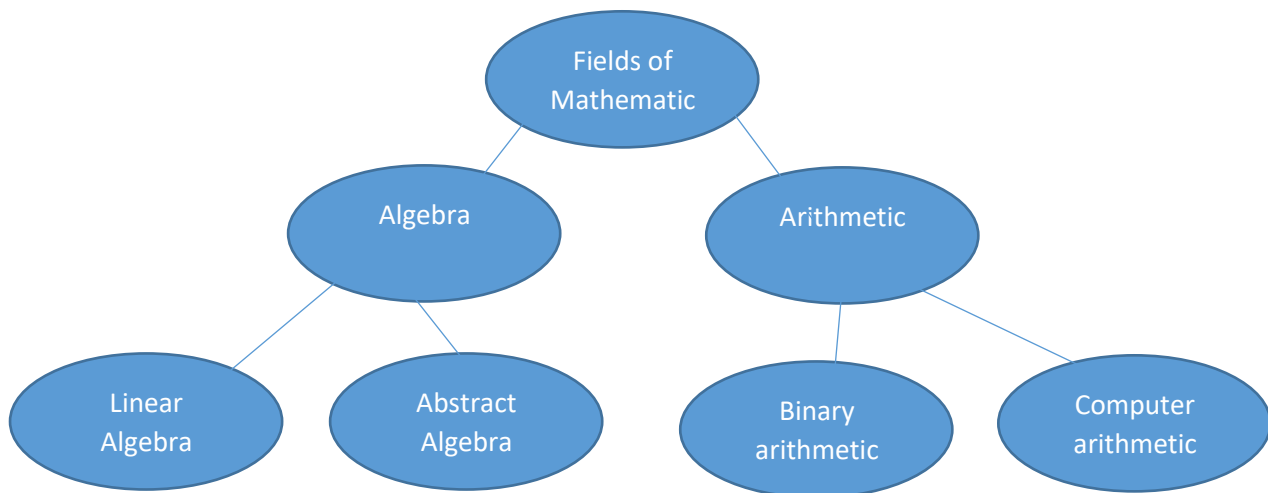 Fields of
Mathematic
Algebra
Arithmetic
Linear
Algebra
Abstract
Algebra
Binary
arithmetic
Computer
arithmetic